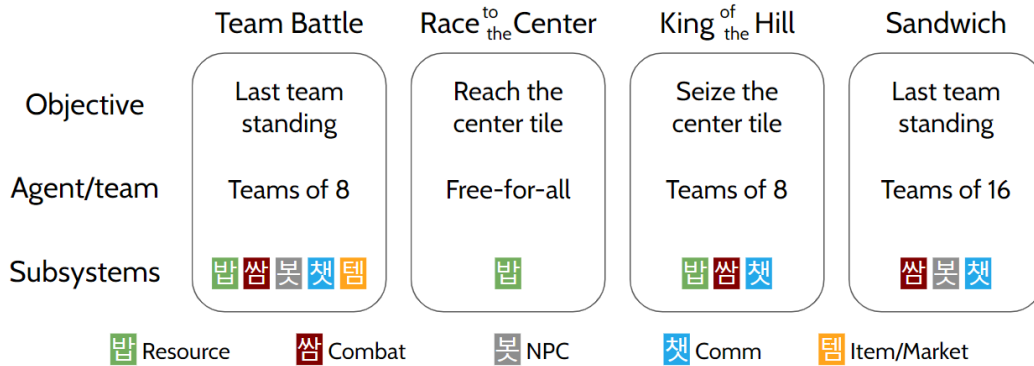 Team Battle
Race to the Center
King of the Hill
Sandwich
Objective
Last team
standing
Reach the
center tile
Seize the
center tile
Last team
standing
Agent/team
Teams of 8
Free-for-all
Teams of 8
Teams of 16
Subsystems
밥 쌈 봇 챗 템
밥
밥 쌈 챗
쌈 봇 챗
밥 Resource
쌈 Combat
봇 NPC
챗 Comm
템 Item/Market